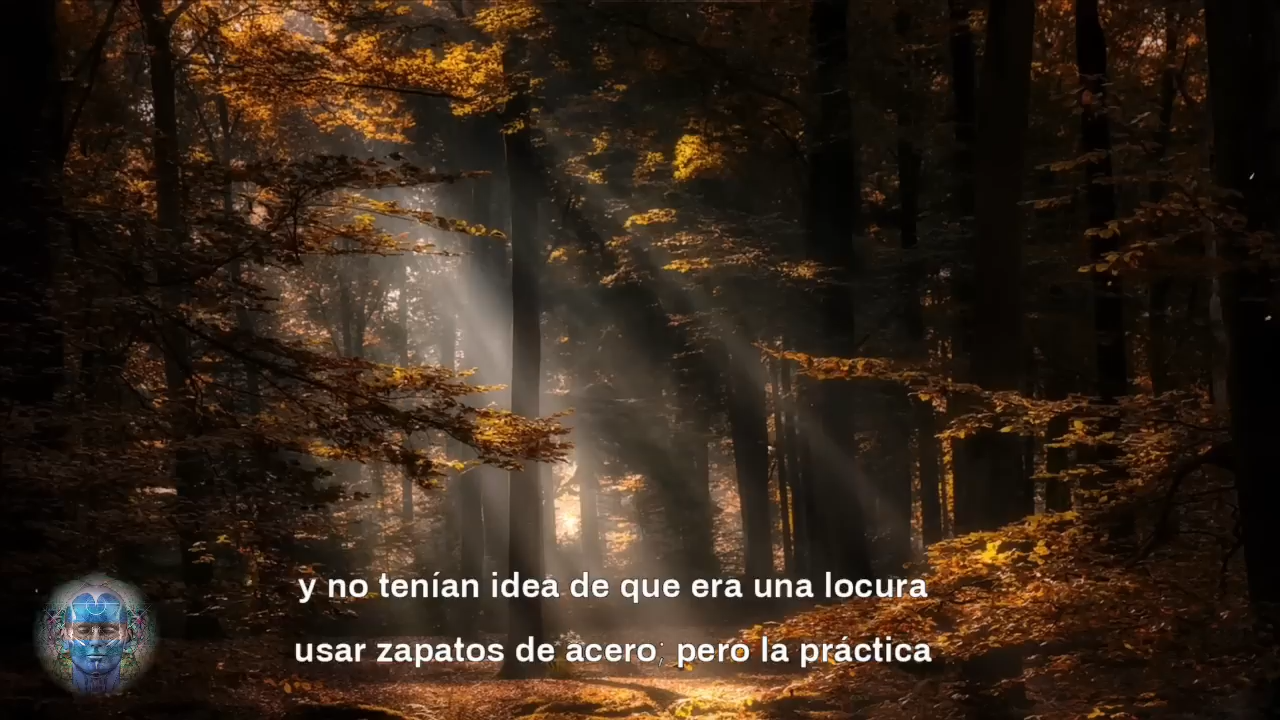 y no tenían idea de que era una locura
usar zapatos de acero; pero la práctica